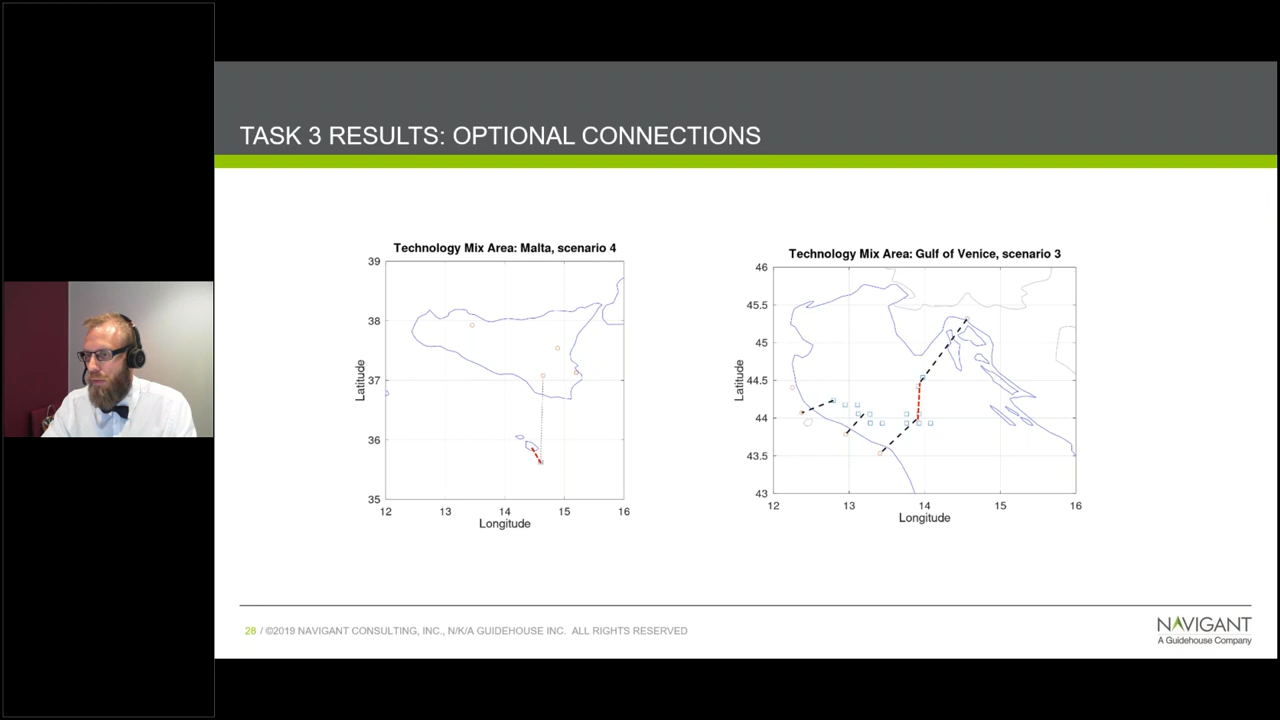 TASK 3 RESULTS: OPTIONAL CONNECTIONS
Technology Mix Area: Malta, scenario 4
39
38
37
36
35
12
13
14
15
16
Latitude
Longitude
Technology Mix Area: Gulf of Venice, scenario 3
46
45.5
45
44.5
44
43.5
43
12
13
14
15
16
Latitude
Longitude
28 / ©2019 NAVIGANT CONSULTING, INC., N/K/A GUIDEHOUSE INC. ALL RIGHTS RESERVED
NAVIGANT
A Guidehouse Company